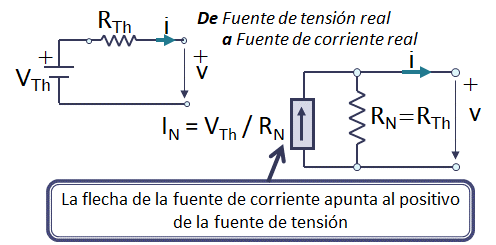 De Fuente de tensión real
a Fuente de corriente real
R_Th
i
+
V_Th
+
v
i
+
I_N = V_Th / R_N
R_N=R_Th
v
La flecha de la fuente de corriente apunta al positivo
de la fuente de tensión